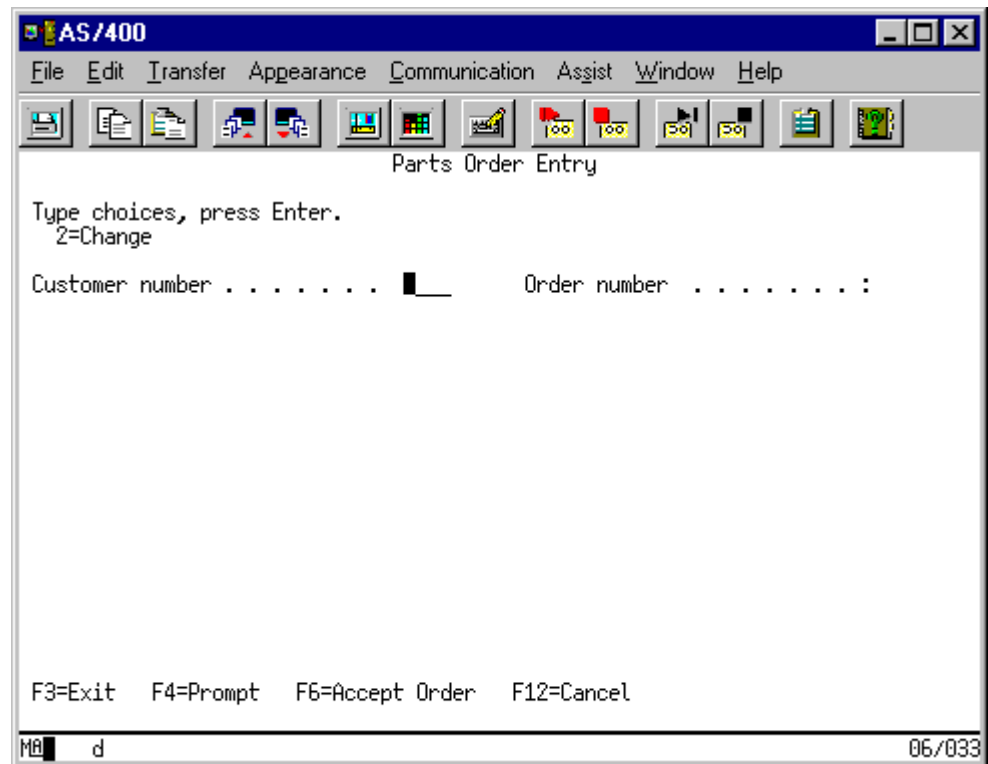 AS/400
File Edit Transfer Appearance Communication Assist Window Help
Parts Order Entry
Type choices, press Enter.
2=Change
Customer number . . . . . . . ___ Order number . . . . . . . :
F3=Exit F4=Prompt F6=Accept Order F12=Cancel
MA d 06/033